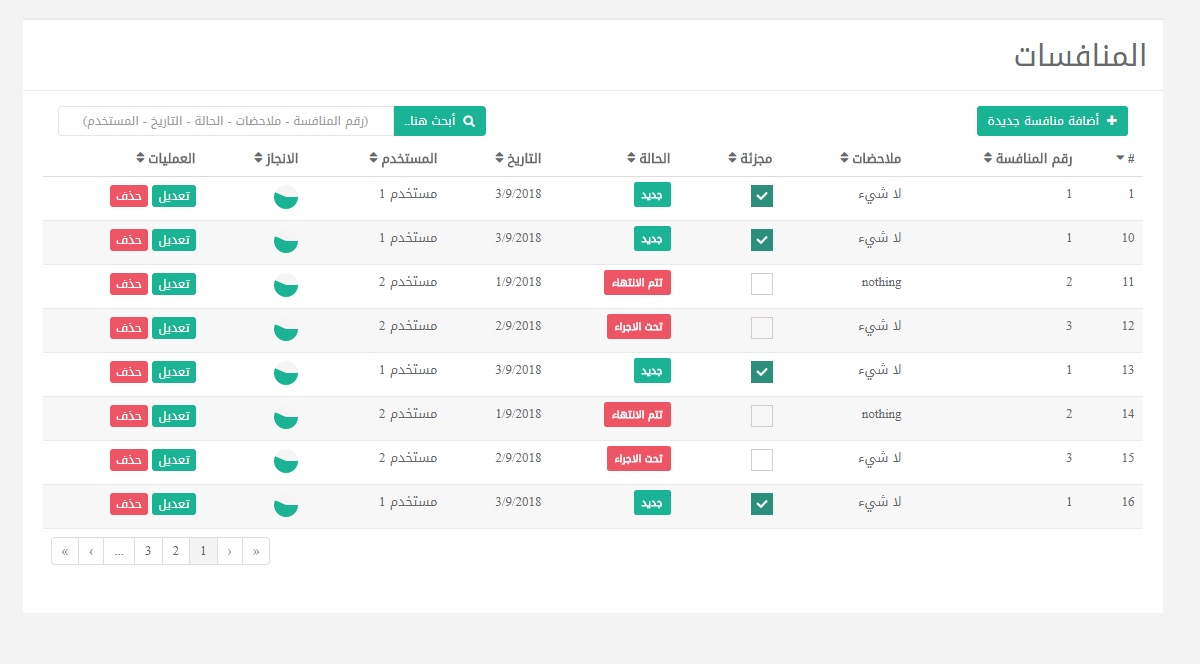 المنافسات
+ أضافة منافسة جديدة أبحث هنا.. (رقم المنافسة - ملاحضات - الحالة - التاريخ - المستخدم)
# رقم المنافسة ملاحضات مجزئة الحالة التاريخ المستخدم الانجاز العمليات
1 1 لا شيء جديد 3/9/2018 مستخدم 1 تعديل حذف
10 1 لا شيء جديد 3/9/2018 مستخدم 1 تعديل حذف
11 2 nothing تتم الانتهاء 1/9/2018 مستخدم 2 تعديل حذف
12 3 لا شيء تحت الاجراء 2/9/2018 مستخدم 2 تعديل حذف
13 1 لا شيء جديد 3/9/2018 مستخدم 1 تعديل حذف
14 2 nothing تتم الانتهاء 1/9/2018 مستخدم 2 تعديل حذف
15 3 لا شيء تحت الاجراء 2/9/2018 مستخدم 2 تعديل حذف
16 1 لا شيء جديد 3/9/2018 مستخدم 1 تعديل حذف
« ‹ 1 2 3 ... › »